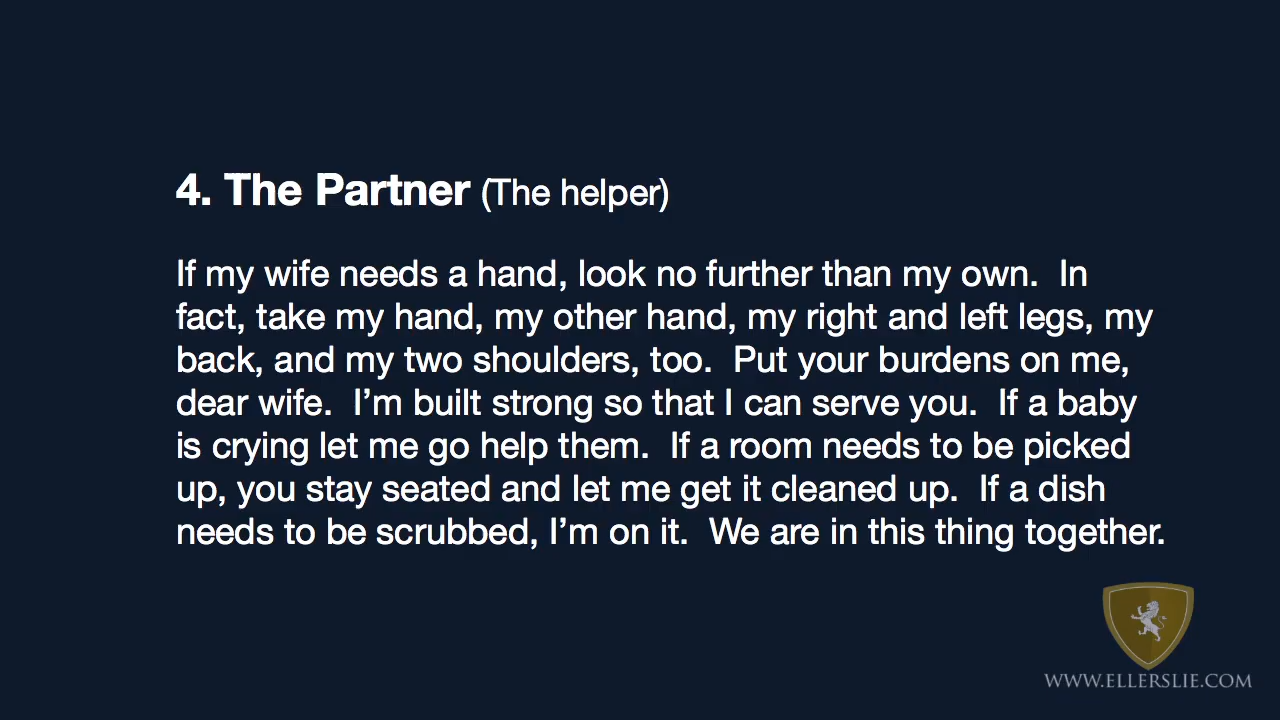 4. The Partner (The helper)
If my wife needs a hand, look no further than my own.  In
fact, take my hand, my other hand, my right and left legs, my
back, and my two shoulders, too.  Put your burdens on me,
dear wife.  I’m built strong so that I can serve you.  If a baby
is crying let me go help them.  If a room needs to be picked
up, you stay seated and let me get it cleaned up.  If a dish
needs to be scrubbed, I’m on it.  We are in this thing together.
WWW.ELLERSLIE.COM